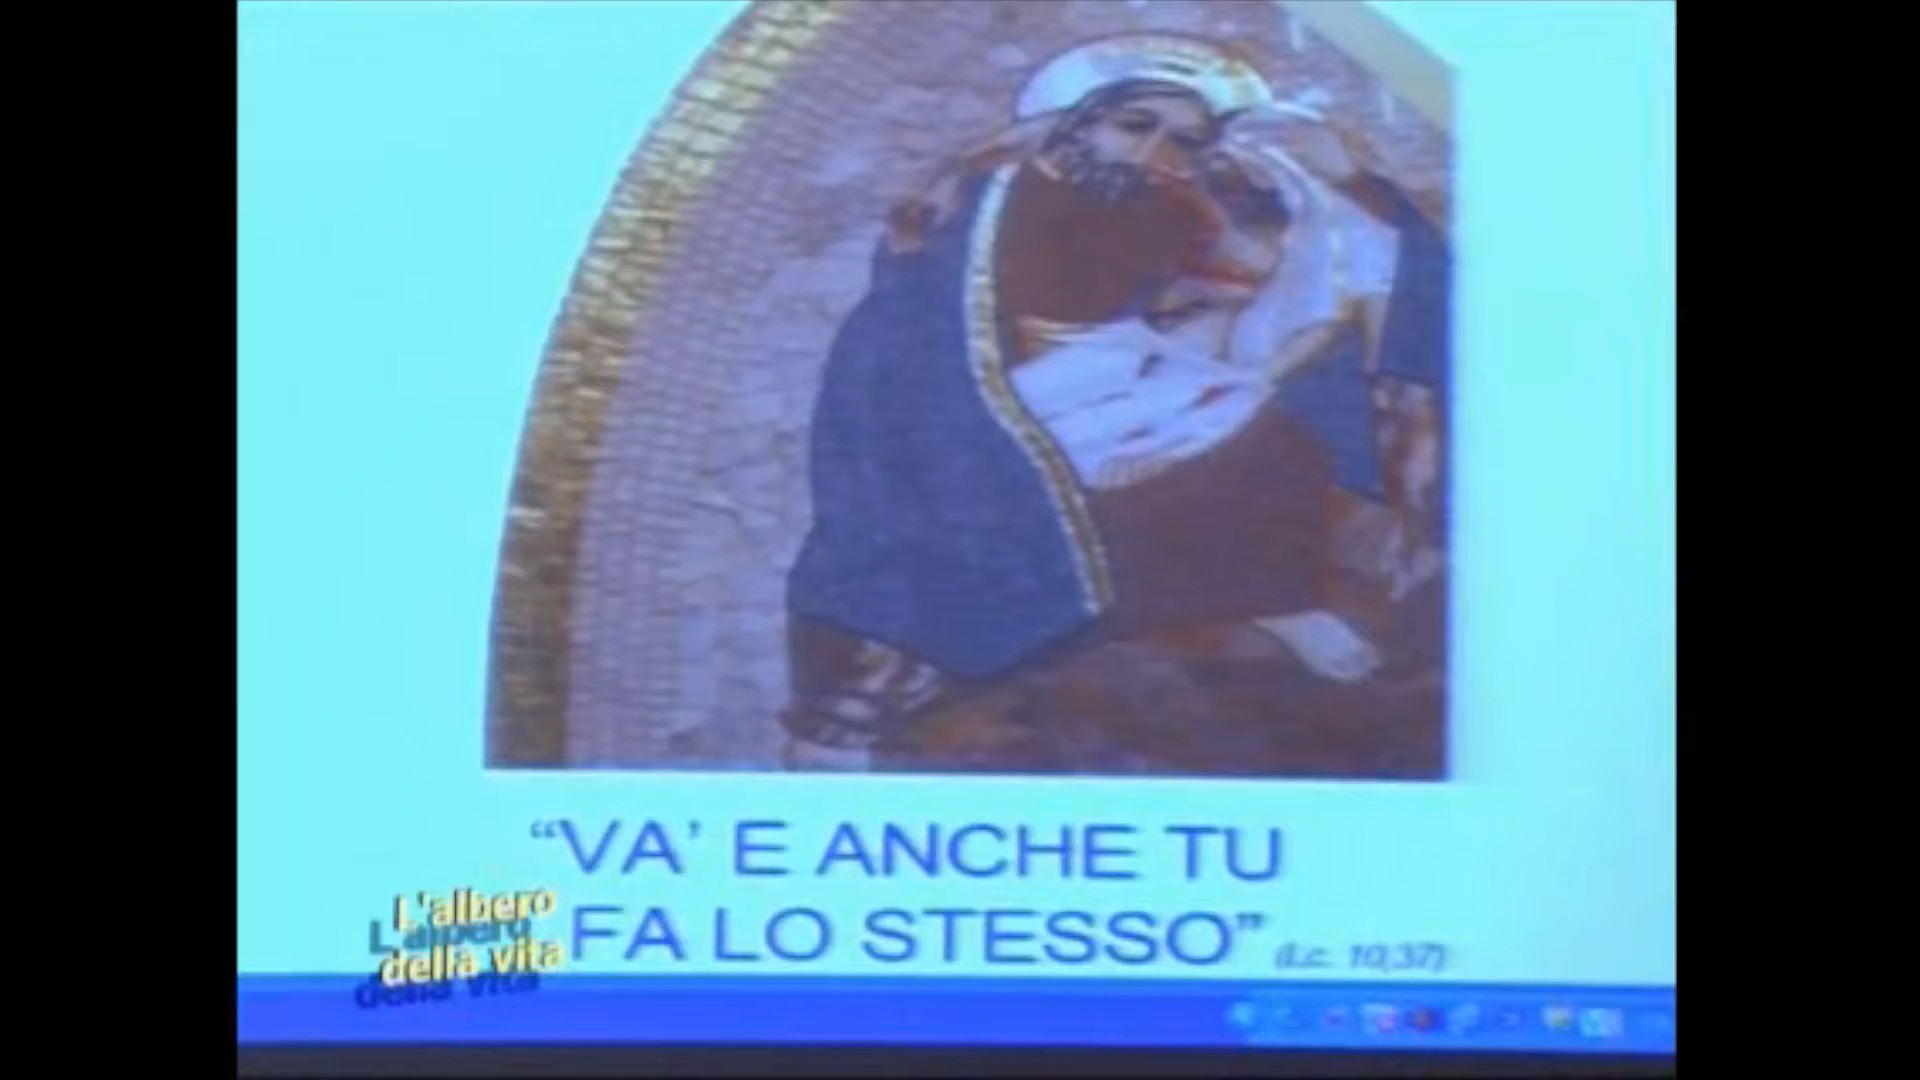 “VA’ E ANCHE TU
FA LO STESSO” (Lc. 10,37)
L'albero
della vita